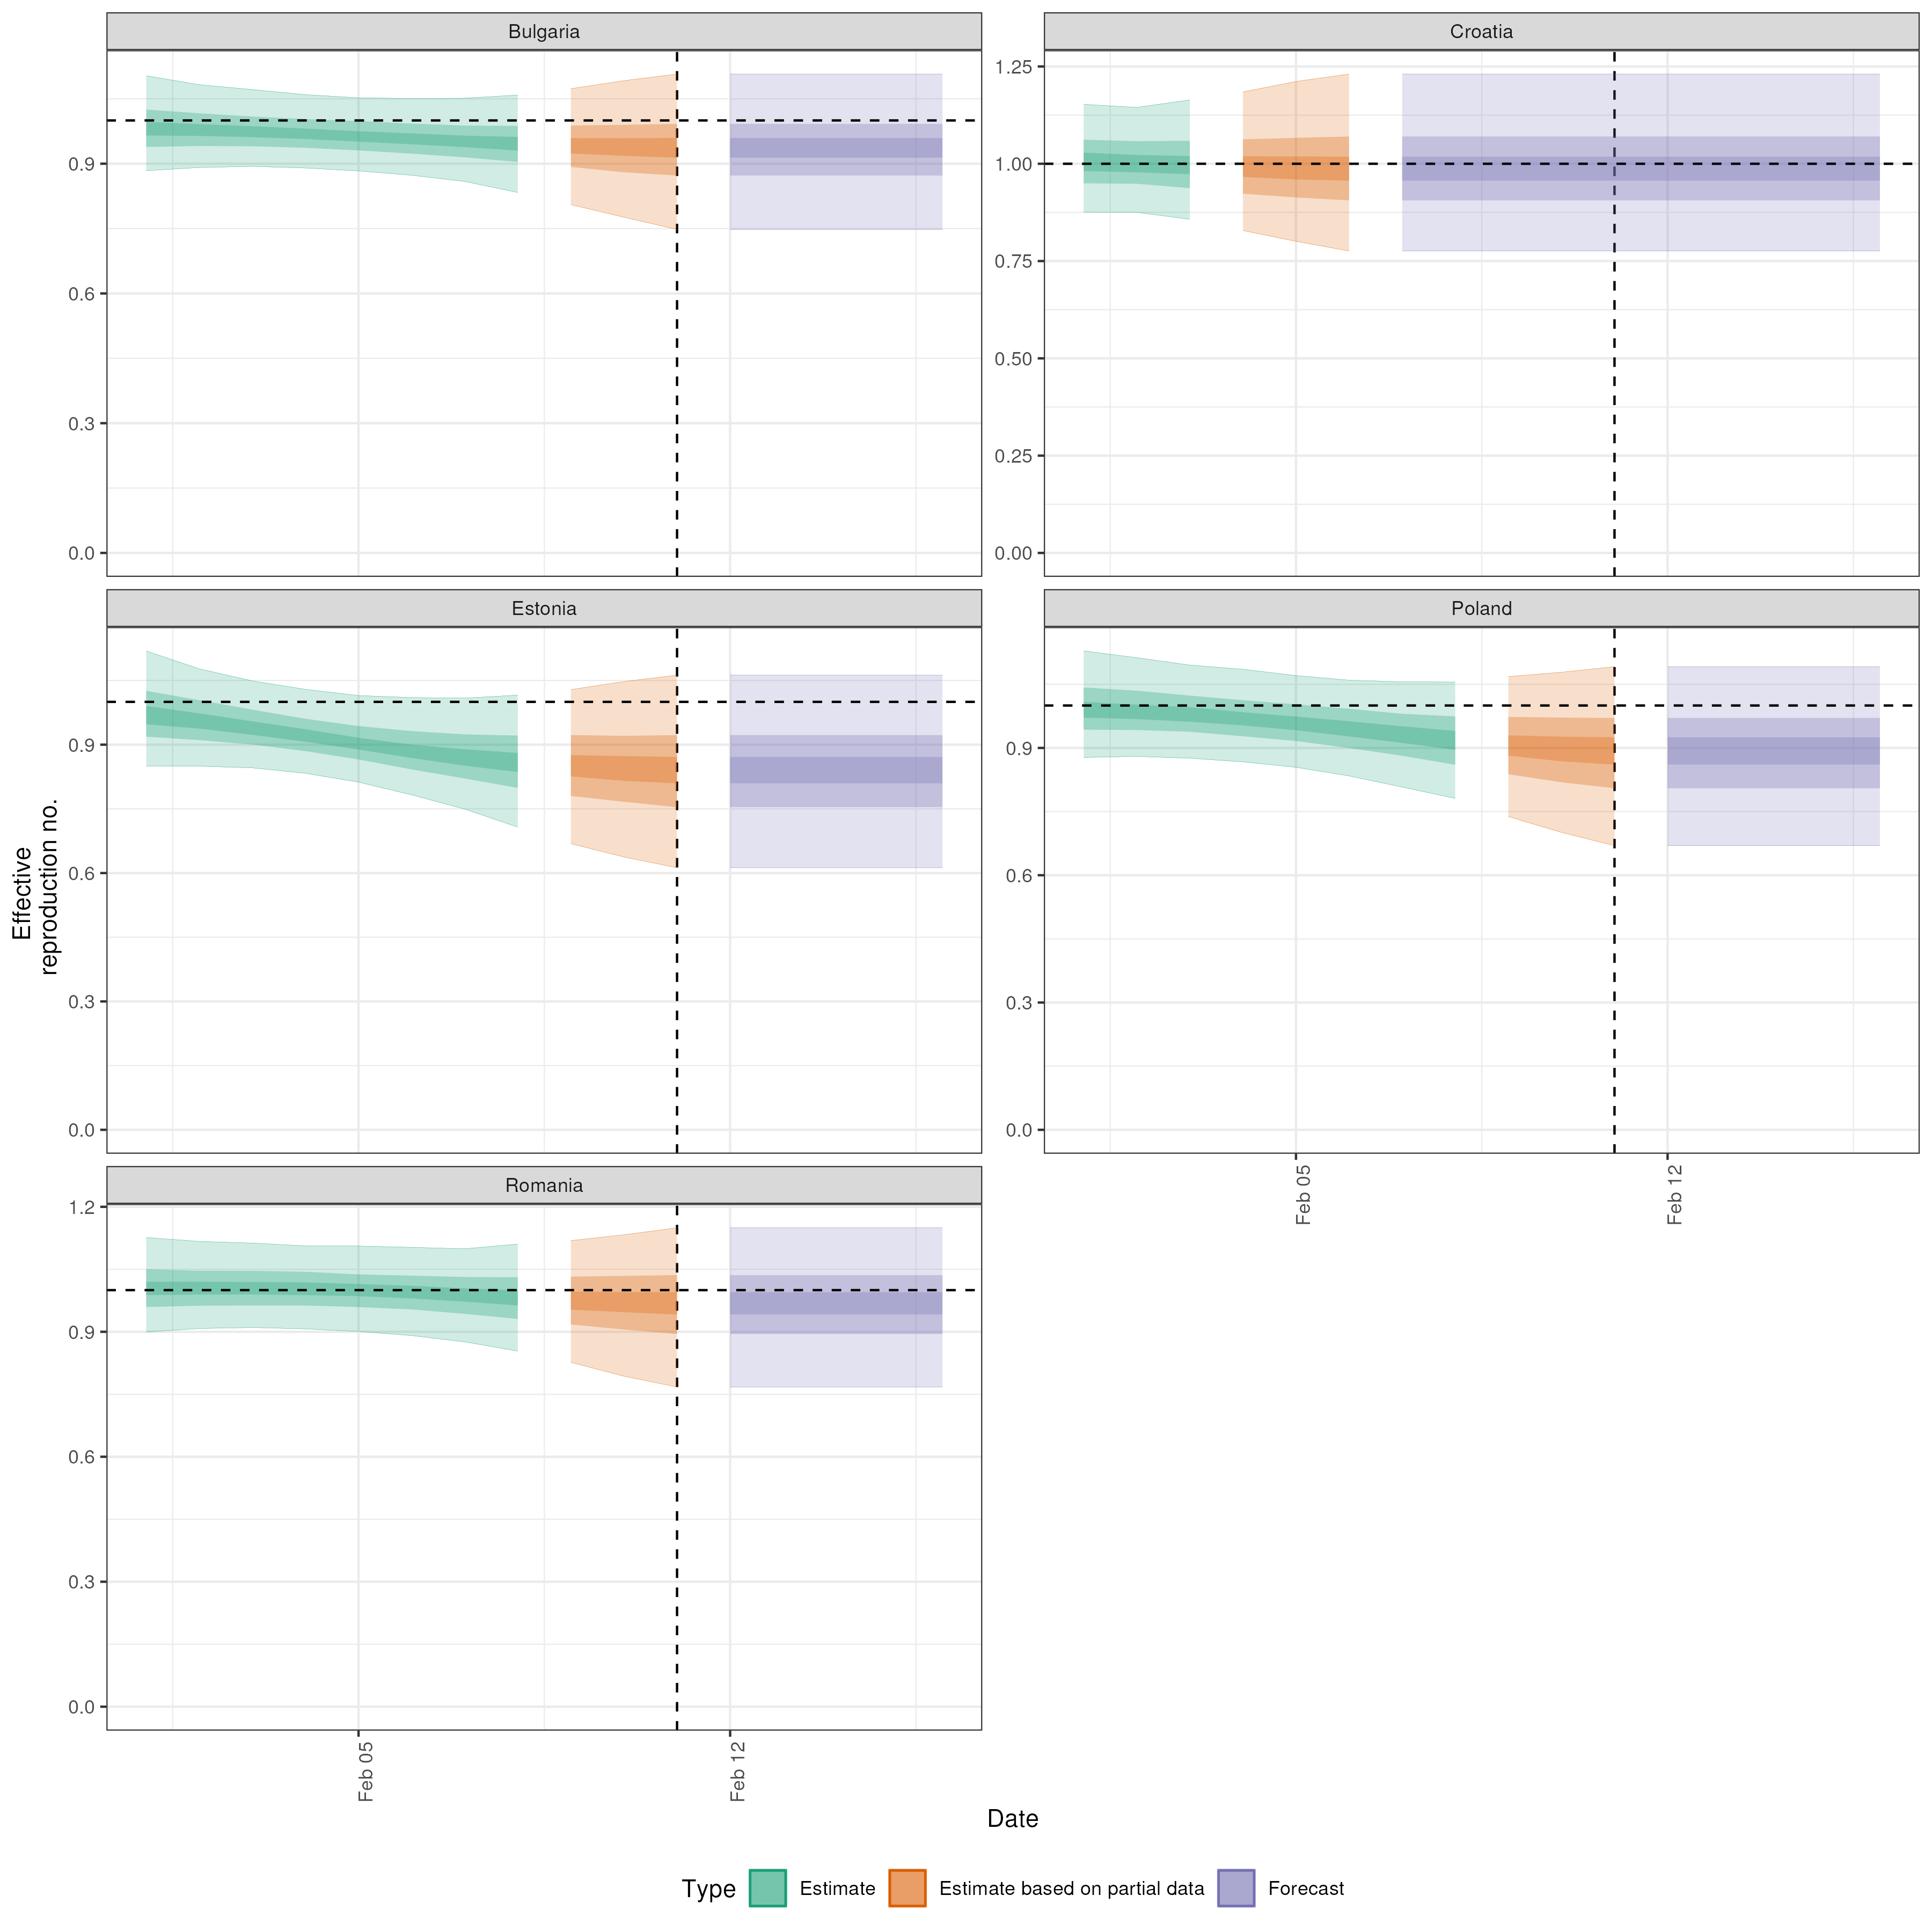 Bulgaria
Croatia
0.9
0.6
0.3
0.0
1.25
1.00
0.75
0.50
0.25
0.00
Estonia
Poland
0.9
0.6
0.3
0.0
0.9
0.6
0.3
0.0
Feb 05
Feb 12
Romania
1.2
0.9
0.6
0.3
0.0
Feb 05
Feb 12
Effective
reproduction no.
Date
Type Estimate Estimate based on partial data Forecast